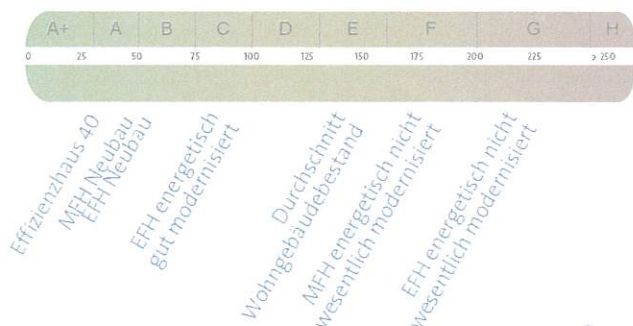 A+ A B C D E F G H
0 25 50 75 100 125 150 175 200 225 > 250
Effizienzhaus 40
MFH Neubau
EFH Neubau
EFH energetisch
gut modernisiert
Durchschnitt
Wohngebäudebestand
MFH energetisch nicht
wesentlich modernisiert
EFH energetisch nicht
wesentlich modernisiert